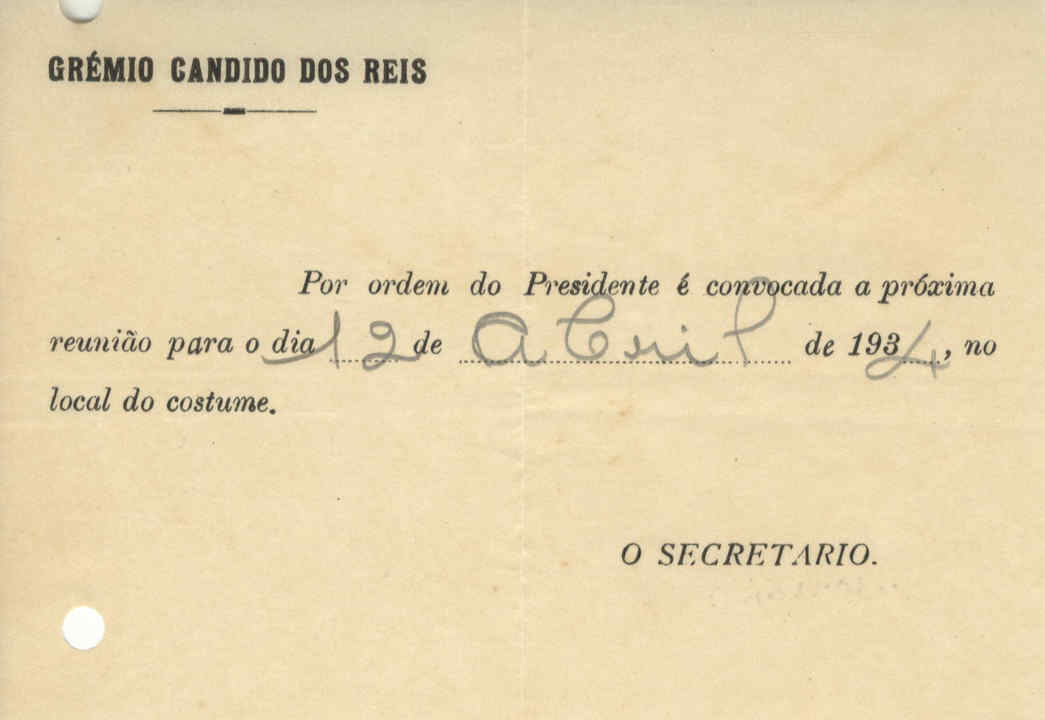 GRÉMIO CANDIDO DOS REIS
Por ordem do Presidente é convocada a próxima
reunião para o dia 12 de Abril de 1934, no
local do costume.
O SECRETARIO.